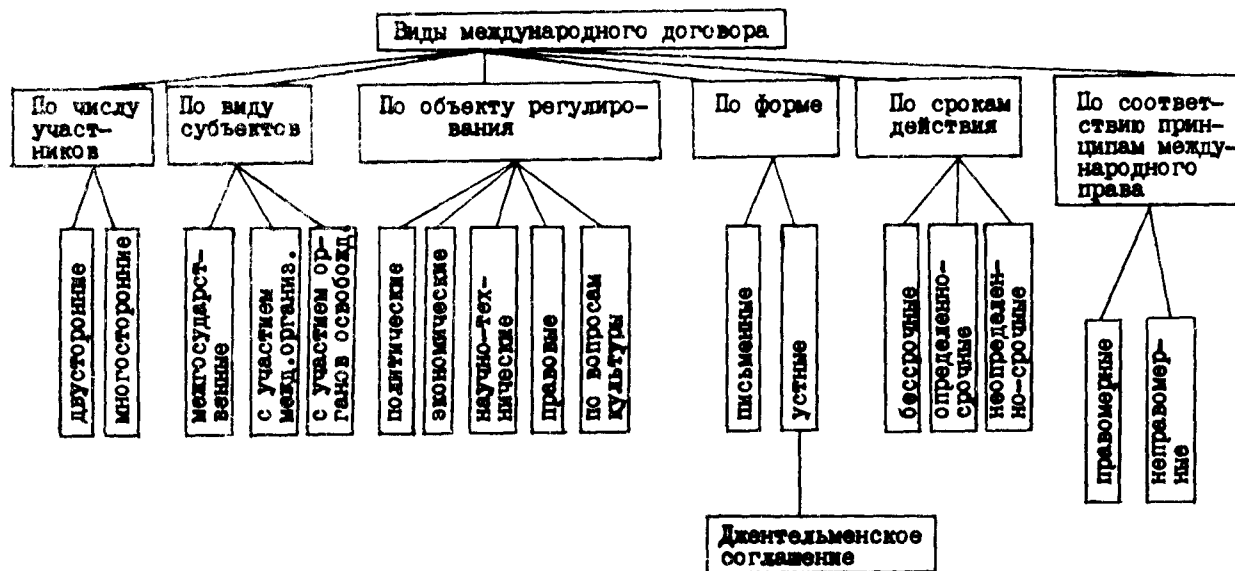 Виды международного договора
По числу
участ-
ников
По виду
субъектов
По объекту регулиро-
вания
По форме
По срокам
действия
По соответ-
ствию прин-
ципам между-
народного
права
двусторонние
многосторонние
межгосударст-
венные
с участием
межд.организ.
с участием ор-
ганов освобожд.
политические
экономические
научно-тех-
нические
правовые
по вопросам
культуры
письменные
устные
бессрочные
определенно-
срочные
неопределен-
но-срочные
правомерные
неправомер-
ные
Джентельменское
соглашение